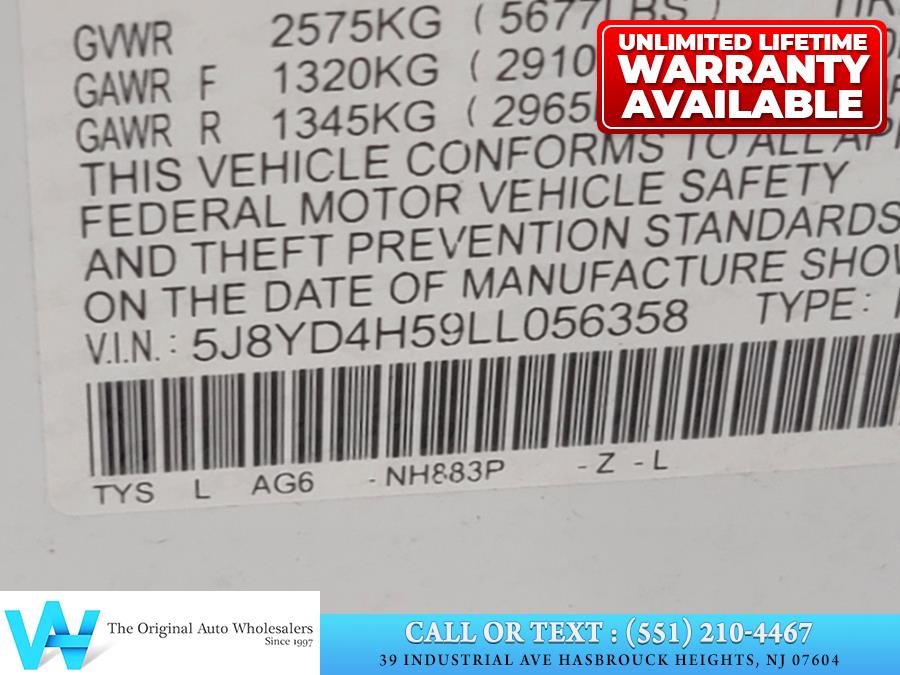 GVWR 2575KG ( 5677LBS )
GAWR F 1320KG ( 2910
GAWR R 1345KG ( 2965
THIS VEHICLE CONFORMS TO ALL
FEDERAL MOTOR VEHICLE SAFETY
AND THEFT PREVENTION STANDARDS
ON THE DATE OF MANUFACTURE
V.I.N. : 5J8YD4H59LL056358 TYPE:
TYS L AG6 - NH883P - Z - L
UNLIMITED LIFETIME
WARRANTY
AVAILABLE
The Original Auto Wholesalers
Since 1997
CALL OR TEXT : (551) 210-4467
39 INDUSTRIAL AVE HASBROUCK HEIGHTS, NJ 07604